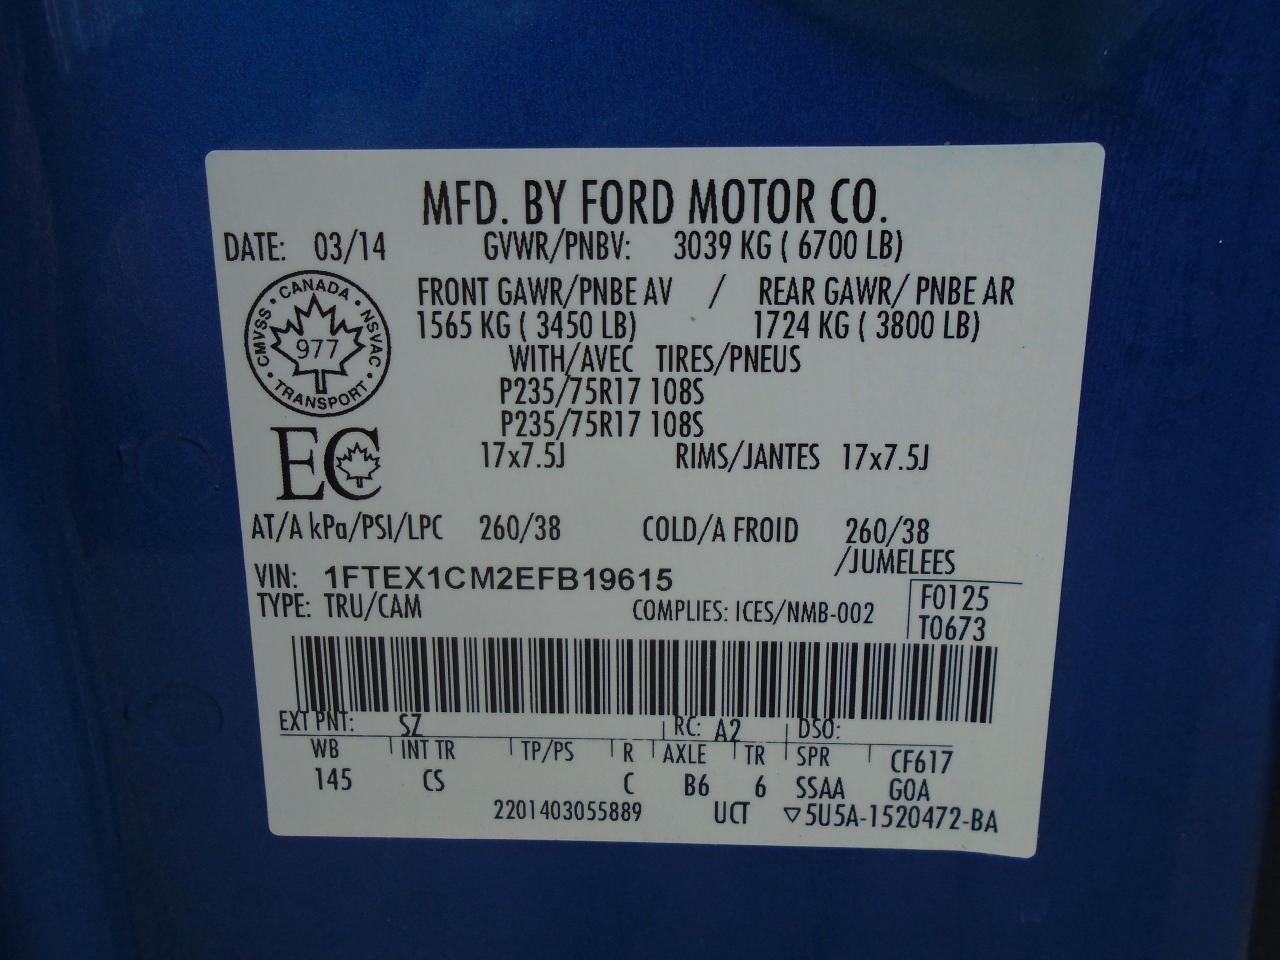 MFD. BY FORD MOTOR CO.
DATE: 03/14 GVWR/PNBV: 3039 KG ( 6700 LB)
CANADA
CMVSS NSVAC
977
TRANSPORT
FRONT GAWR/PNBE AV / REAR GAWR/ PNBE AR
1565 KG ( 3450 LB) 1724 KG ( 3800 LB)
WITH/AVEC TIRES/PNEUS
P235/75R17 108S
P235/75R17 108S
EC
17x7.5J RIMS/JANTES 17x7.5J
AT/A kPa/PSI/LPC 260/38 COLD/A FROID 260/38
/JUMELEES
VIN: 1FTEX1CM2EFB19615
TYPE: TRU/CAM COMPLIES: ICES/NMB-002
F0125
T0673
EXT PNT: SZ RC: A2 DSO:
WB INT TR TP/PS R AXLE TR SPR CF617
145 CS C B6 6 SSAA GOA
2201403055889 UCT ▽5U5A-1520472-BA